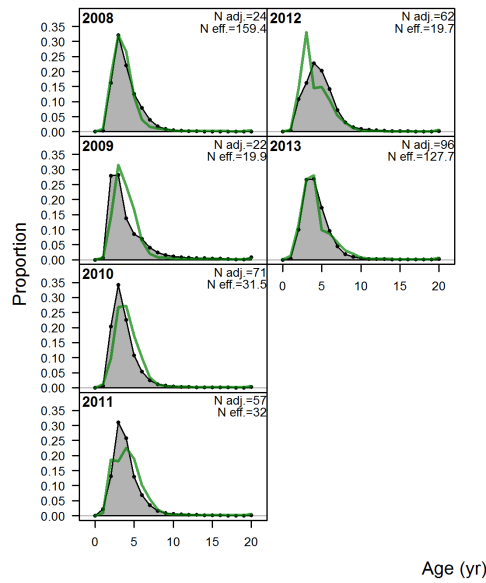 2008
N adj.=24
N eff.=159.4
0.35
0.30
0.25
0.20
0.15
0.10
0.05
0.00
2012
N adj.=62
N eff.=19.7
2009
N adj.=22
N eff.=19.9
0.35
0.30
0.25
0.20
0.15
0.10
0.05
0.00
2013
N adj.=96
N eff.=127.7
0 5 10 15 20
2010
N adj.=71
N eff.=31.5
0.35
0.30
0.25
0.20
0.15
0.10
0.05
0.00
2011
N adj.=57
N eff.=32
0.35
0.30
0.25
0.20
0.15
0.10
0.05
0.00
0 5 10 15 20
Proportion
Age (yr)